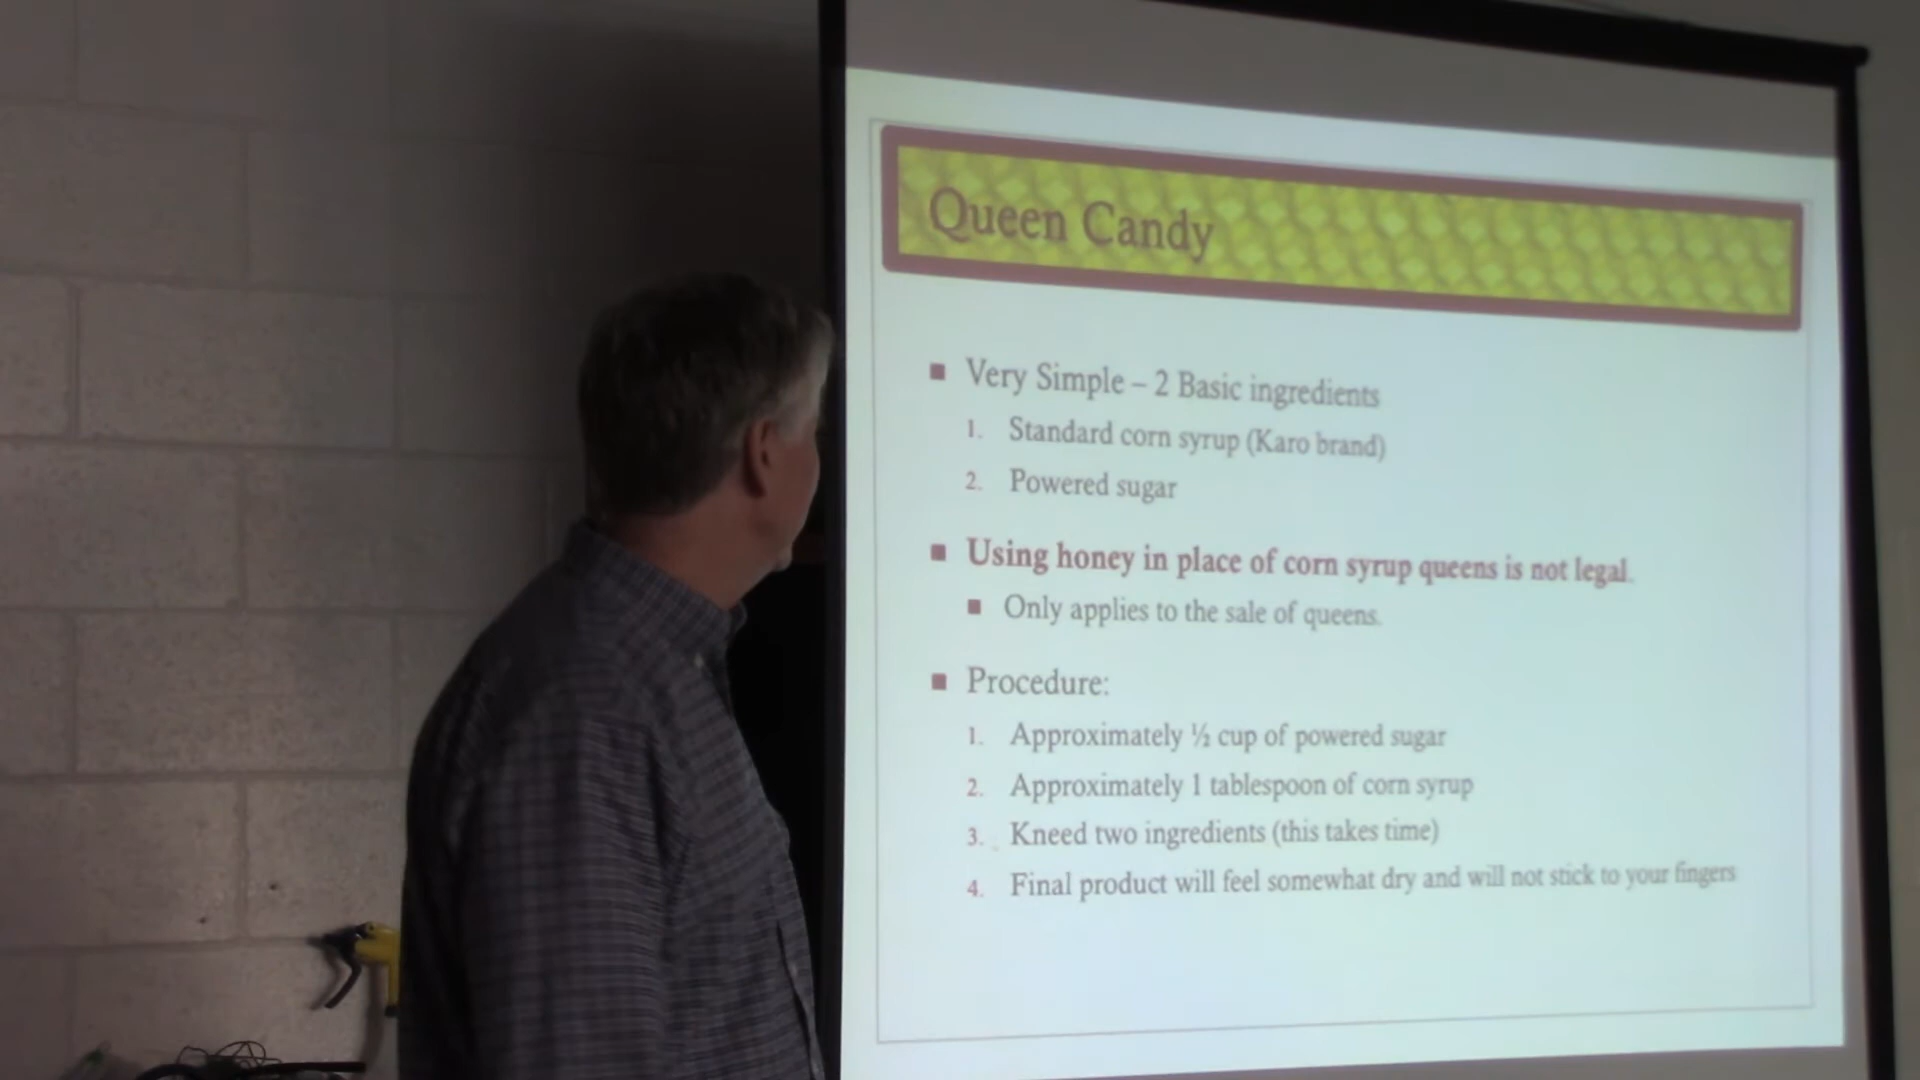 Queen Candy
▪ Very Simple – 2 Basic ingredients
1. Standard corn syrup (Karo brand)
2. Powered sugar
▪ Using honey in place of corn syrup queens is not legal.
▪ Only applies to the sale of queens.
▪ Procedure:
1. Approximately ½ cup of powered sugar
2. Approximately 1 tablespoon of corn syrup
3. Kneed two ingredients (this takes time)
4. Final product will feel somewhat dry and will not stick to your fingers